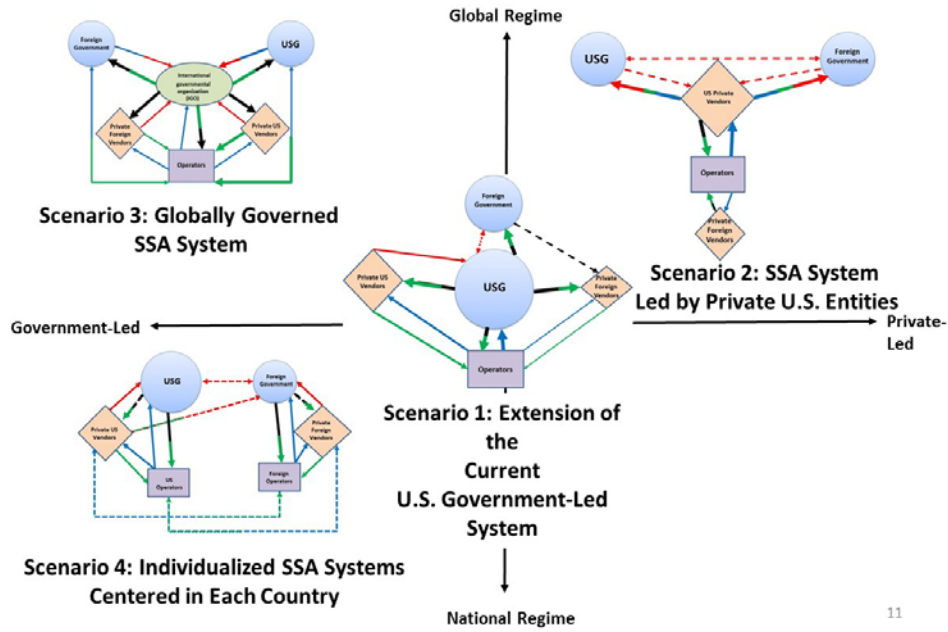 Global Regime
Foreign
Government
USG
International
governmental
organization
(IGO)
Private
Foreign
Vendors
Private US
Vendors
Operators
Scenario 3: Globally Governed
SSA System
USG
Foreign
Government
US Private
Vendors
Operators
Private
Foreign
Vendors
Scenario 2: SSA System
Led by Private U.S. Entities
Foreign
Government
Private US
Vendors
USG
Private
Foreign
Vendors
Operators
Scenario 1: Extension of
the
Current
U.S. Government-Led
System
Government-Led
Private-
Led
USG
Foreign
Government
Private US
Vendors
Private
Foreign
Vendors
US
Operators
Foreign
Operators
Scenario 4: Individualized SSA Systems
Centered in Each Country
National Regime
11